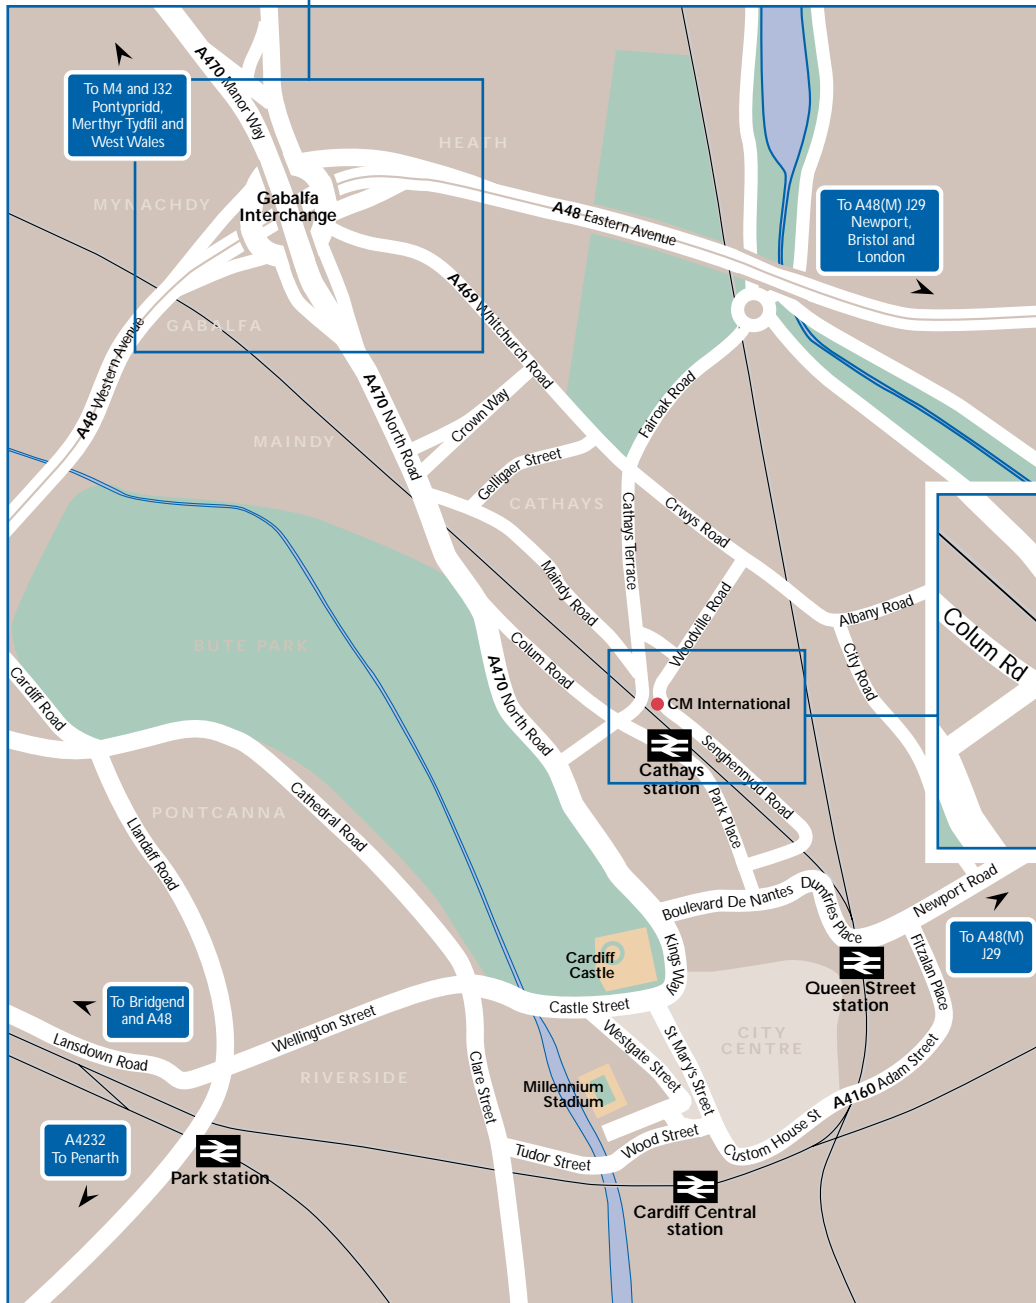 A470 Manor Way
To M4 and J32
Pontypridd,
Merthyr Tydfil and
West Wales
HEATH
MYNACHDY
Gabalfa
Interchange
A48 Eastern Avenue
To A48(M) J29
Newport,
Bristol and
London
A469 Whitchurch Road
GABALFA
A48 Western Avenue
A470 North Road
Crown Way
Fairoak Road
MAINDY
Gelligaer Street
CATHAYS
Cathays Terrace
Crwys Road
Maindy Road
Woodville Road
Albany Road
City Road
Colum Rd
BUTE PARK
Colum Road
A470 North Road
Cardiff Road
CM International
Cathays
station
Senghennydd Road
Park Place
PONTCANNA
Cathedral Road
Llandaff Road
Boulevard De Nantes
Dumfries Place
Newport Road
To A48(M)
J29
Kings Way
Cardiff
Castle
Queen Street
station
Fitzalan Place
Castle Street
To Bridgend
and A48
Wellington Street
Lansdown Road
Westgate Street
St Mary's Street
CITY
CENTRE
RIVERSIDE
Clare Street
Millennium
Stadium
A4160 Adam Street
Custom House St
A4232
To Penarth
Wood Street
Tudor Street
Park station
Cardiff Central
station